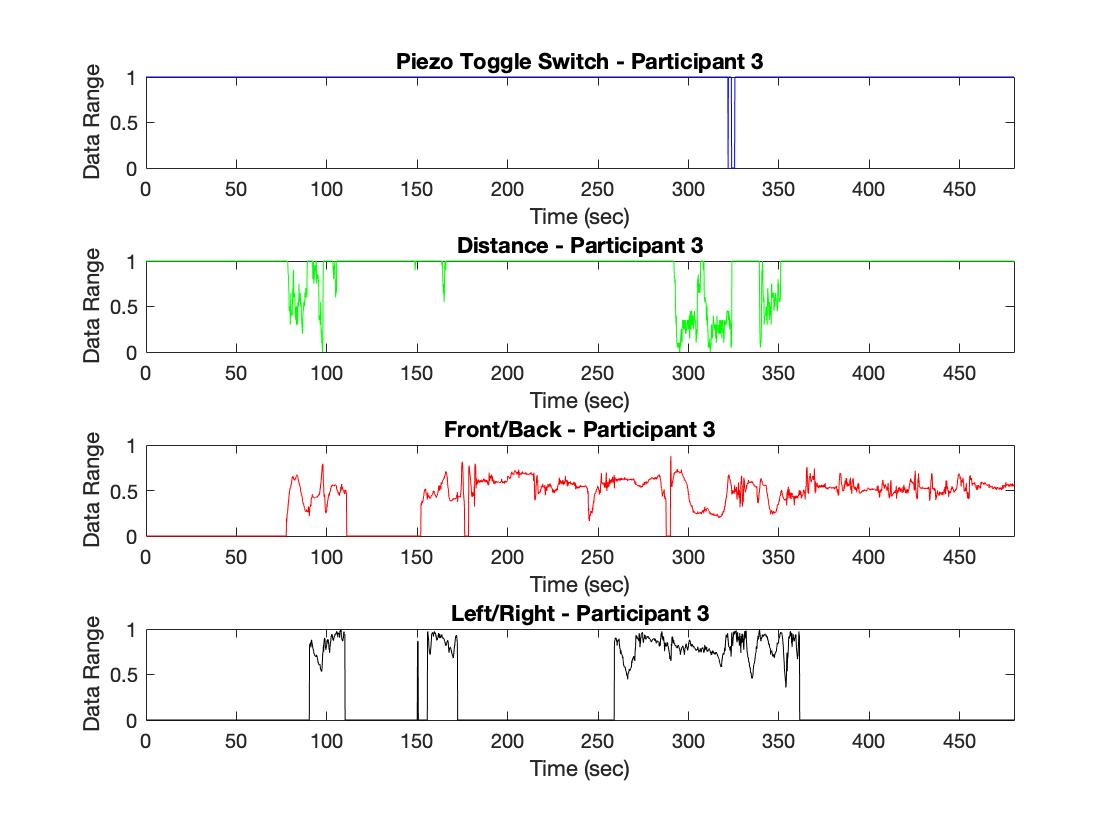 Piezo Toggle Switch - Participant 3
1
0.5
0
Data Range
0 50 100 150 200 250 300 350 400 450
Time (sec)
Distance - Participant 3
1
0.5
0
Data Range
0 50 100 150 200 250 300 350 400 450
Time (sec)
Front/Back - Participant 3
1
0.5
0
Data Range
0 50 100 150 200 250 300 350 400 450
Time (sec)
Left/Right - Participant 3
1
0.5
0
Data Range
0 50 100 150 200 250 300 350 400 450
Time (sec)